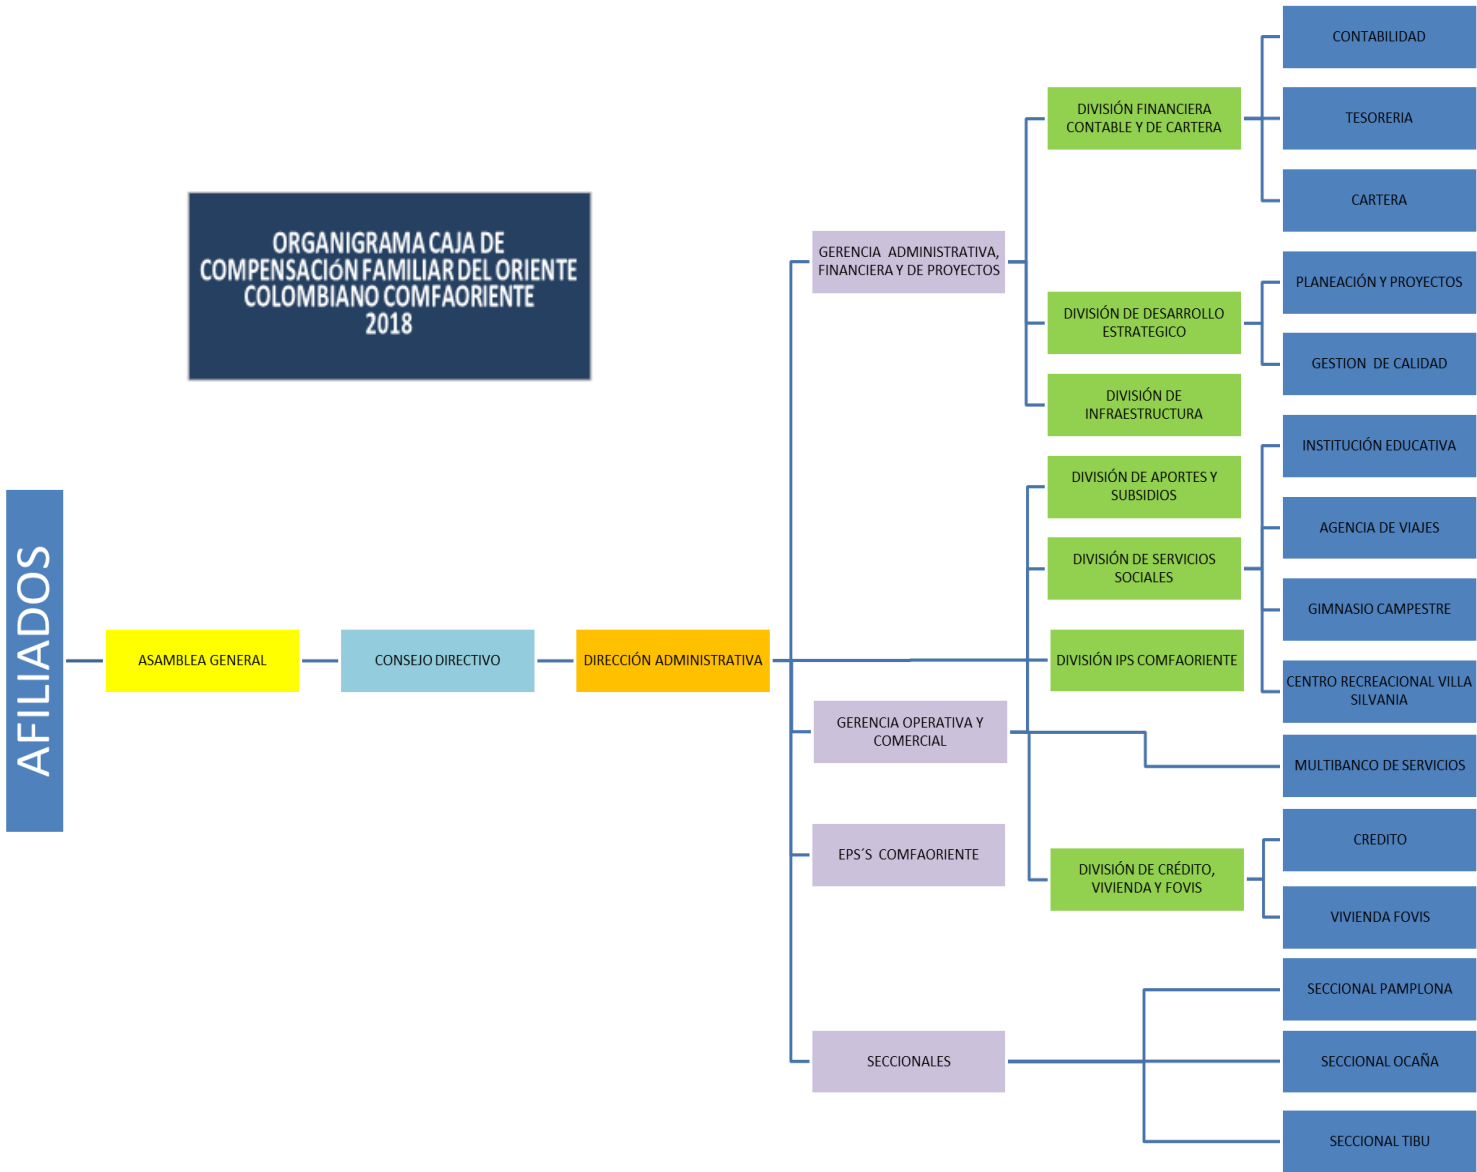 ORGANIGRAMA CAJA DE
COMPENSACIÓN FAMILIAR DEL ORIENTE
COLOMBIANO COMFAORIENTE
2018
AFILIADOS
ASAMBLEA GENERAL
CONSEJO DIRECTIVO
DIRECCIÓN ADMINISTRATIVA
GERENCIA  ADMINISTRATIVA,
FINANCIERA Y DE PROYECTOS
DIVISIÓN FINANCIERA
CONTABLE Y DE CARTERA
CONTABILIDAD
TESORERIA
CARTERA
DIVISIÓN DE DESARROLLO
ESTRATEGICO
PLANEACIÓN Y PROYECTOS
GESTION  DE CALIDAD
DIVISIÓN DE
INFRAESTRUCTURA
DIVISIÓN DE APORTES Y
SUBSIDIOS
DIVISIÓN DE SERVICIOS
SOCIALES
INSTITUCIÓN EDUCATIVA
AGENCIA DE VIAJES
GIMNASIO CAMPESTRE
CENTRO RECREACIONAL VILLA
SILVANIA
DIVISIÓN IPS COMFAORIENTE
GERENCIA OPERATIVA Y
COMERCIAL
MULTIBANCO DE SERVICIOS
EPS´S  COMFAORIENTE
DIVISIÓN DE CRÉDITO,
VIVIENDA Y FOVIS
CREDITO
VIVIENDA FOVIS
SECCIONALES
SECCIONAL PAMPLONA
SECCIONAL OCAÑA
SECCIONAL TIBU